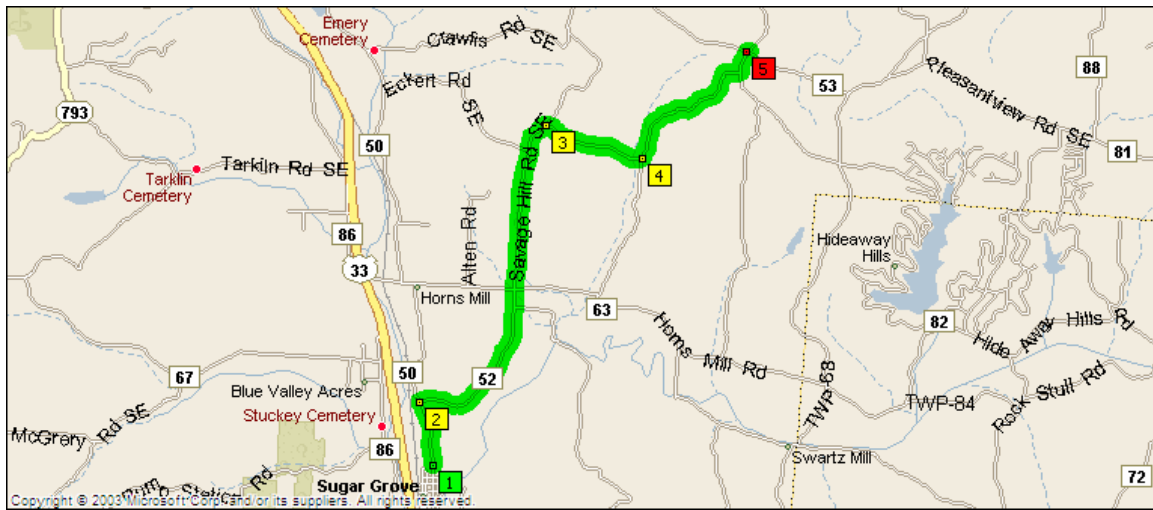 Emery
Cemetery
Crawfis Rd SE
Eckert Rd
SE
793
50
Tarklin Rd SE
Tarklin
Cemetery
86
33
Alten Rd
Savage Hill Rd SE
3
4
5
53
Pleasantview Rd SE
88
81
Hideaway
Hills
Horns Mill
63
Horns Mill Rd
82
Hide Away Hills Rd
67
50
52
Blue Valley Acres
Stuckey Cemetery
2
McGrery Rd SE
86
TWP-68
TWP-84
Rock Stull Rd
Swartz Mill
72
Station Rd
Sugar Grove
1
Copyright © 2003 Microsoft Corp. and/or its suppliers. All rights reserved.